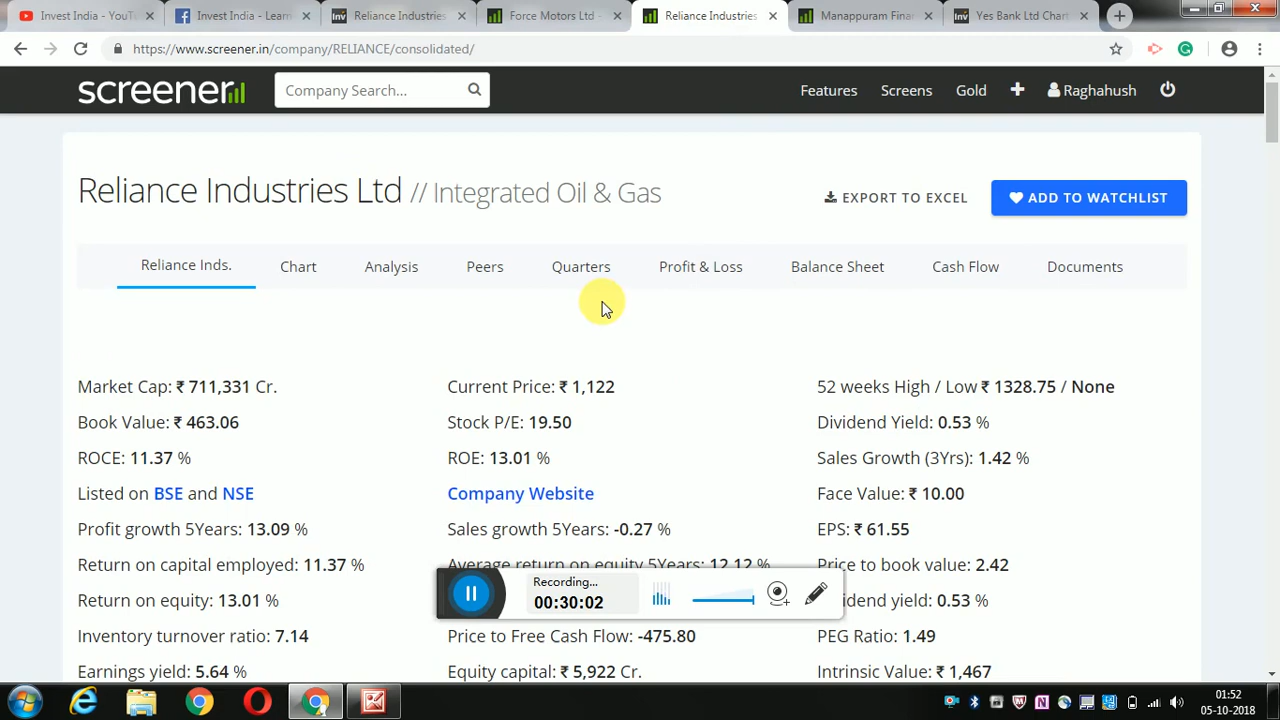 Invest India - YouTu
Invest India - Learn
Reliance Industries
Force Motors Ltd -
Reliance Industries
Manappuram Finan
Yes Bank Ltd Chart
https://www.screener.in/company/RELIANCE/consolidated/
screener
Company Search...
Features
Screens
Gold
Raghahush
Reliance Industries Ltd // Integrated Oil & Gas
EXPORT TO EXCEL
ADD TO WATCHLIST
Reliance Inds.
Chart
Analysis
Peers
Quarters
Profit & Loss
Balance Sheet
Cash Flow
Documents
Market Cap: ₹ 711,331 Cr.
Current Price: ₹ 1,122
52 weeks High / Low ₹ 1328.75 / None
Book Value: ₹ 463.06
Stock P/E: 19.50
Dividend Yield: 0.53 %
ROCE: 11.37 %
ROE: 13.01 %
Sales Growth (3Yrs): 1.42 %
Listed on BSE and NSE
Company Website
Face Value: ₹ 10.00
Profit growth 5Years: 13.09 %
Sales growth 5Years: -0.27 %
EPS: ₹ 61.55
Return on capital employed: 11.37 %
Average return on equity 5Years: 12.12 %
Price to book value: 2.42
Return on equity: 13.01 %
idend yield: 0.53 %
Recording...
00:30:02
Inventory turnover ratio: 7.14
Price to Free Cash Flow: -475.80
PEG Ratio: 1.49
Earnings yield: 5.64 %
Equity capital: ₹ 5,922 Cr.
Intrinsic Value: ₹ 1,467
01:52
05-10-2018